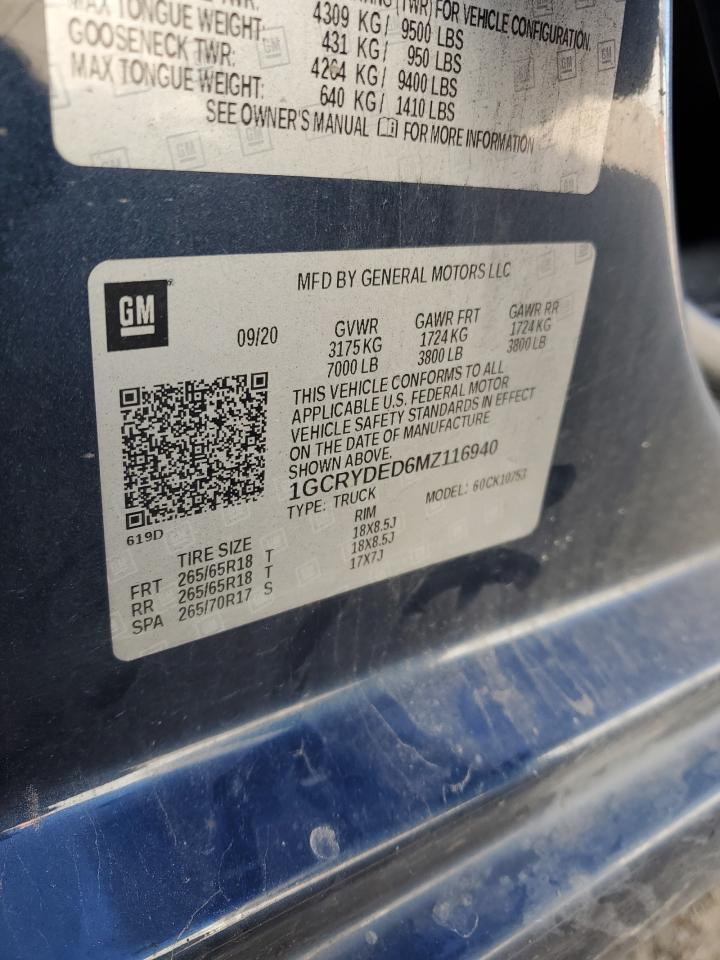 (TWR) FOR VEHICLE CONFIGURATION.
MAX TONGUE WEIGHT: 4309 KG/ 9500 LBS
GOOSENECK TWR: 431 KG/ 950 LBS
MAX TONGUE WEIGHT: 4264 KG/ 9400 LBS
640 KG/ 1410 LBS
SEE OWNER'S MANUAL FOR MORE INFORMATION
GM
MFD BY GENERAL MOTORS LLC
09/20 GVWR GAWR FRT GAWR RR
3175 KG 1724 KG 1724 KG
7000 LB 3800 LB 3800 LB
THIS VEHICLE CONFORMS TO ALL
APPLICABLE U.S. FEDERAL MOTOR
VEHICLE SAFETY STANDARDS IN EFFECT
ON THE DATE OF MANUFACTURE
SHOWN ABOVE.
1GCRYDED6MZ116940
TYPE: TRUCK MODEL: 60CK10753
619D
TIRE SIZE RIM
FRT 265/65R18 T 18X8.5J
RR 265/65R18 T 18X8.5J
SPA 265/70R17 S 17X7J